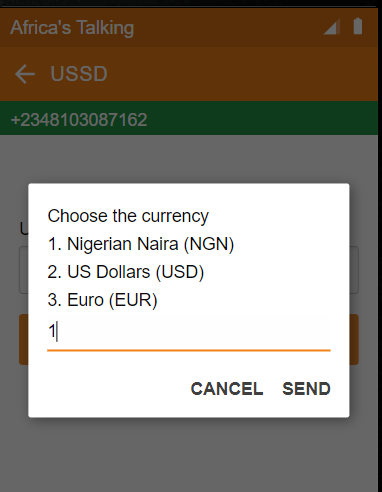 Africa's Talking
USSD
+2348103087162
Choose the currency
1. Nigerian Naira (NGN)
2. US Dollars (USD)
3. Euro (EUR)
1
CANCEL SEND